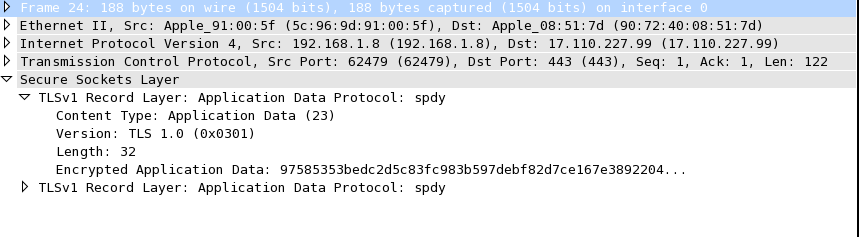 Frame 24: 188 bytes on wire (1504 bits), 188 bytes captured (1504 bits) on interface 0
Ethernet II, Src: Apple_91:00:5f (5c:96:9d:91:00:5f), Dst: Apple_08:51:7d (90:72:40:08:51:7d)
Internet Protocol Version 4, Src: 192.168.1.8 (192.168.1.8), Dst: 17.110.227.99 (17.110.227.99)
Transmission Control Protocol, Src Port: 62479 (62479), Dst Port: 443 (443), Seq: 1, Ack: 1, Len: 122
Secure Sockets Layer
TLSv1 Record Layer: Application Data Protocol: spdy
Content Type: Application Data (23)
Version: TLS 1.0 (0x0301)
Length: 32
Encrypted Application Data: 97585353bedc2d5c83fc983b597debf82d7ce167e3892204...
TLSv1 Record Layer: Application Data Protocol: spdy